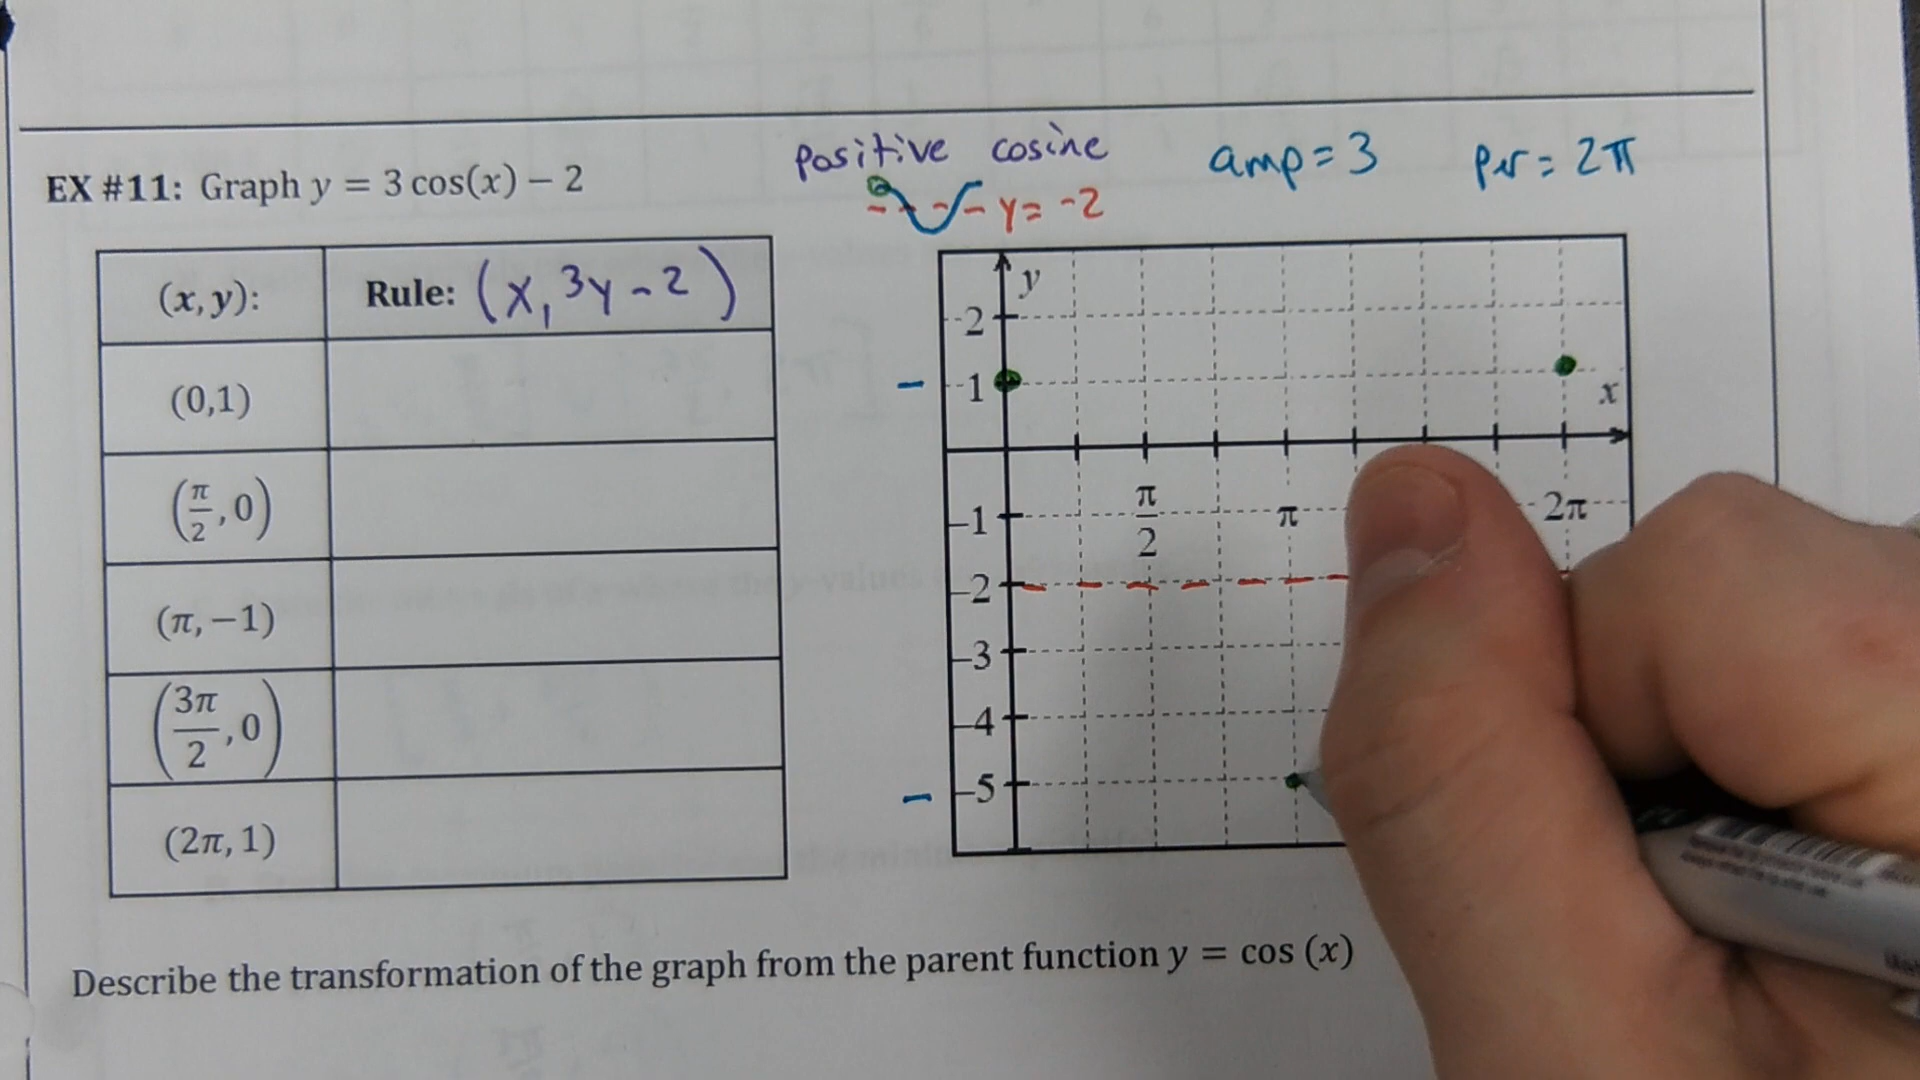 positive cosine amp = 3 per = 2π
EX #11: Graph y = 3 cos(x) – 2
y = -2
(x, y): Rule: (x, 3y - 2)
(0,1)
(π/2, 0)
(π, −1)
(3π/2, 0)
(2π, 1)
y
2
1
x
−1 π/2 π 2π
−2
−3
−4
−5
Describe the transformation of the graph from the parent function y = cos (x)